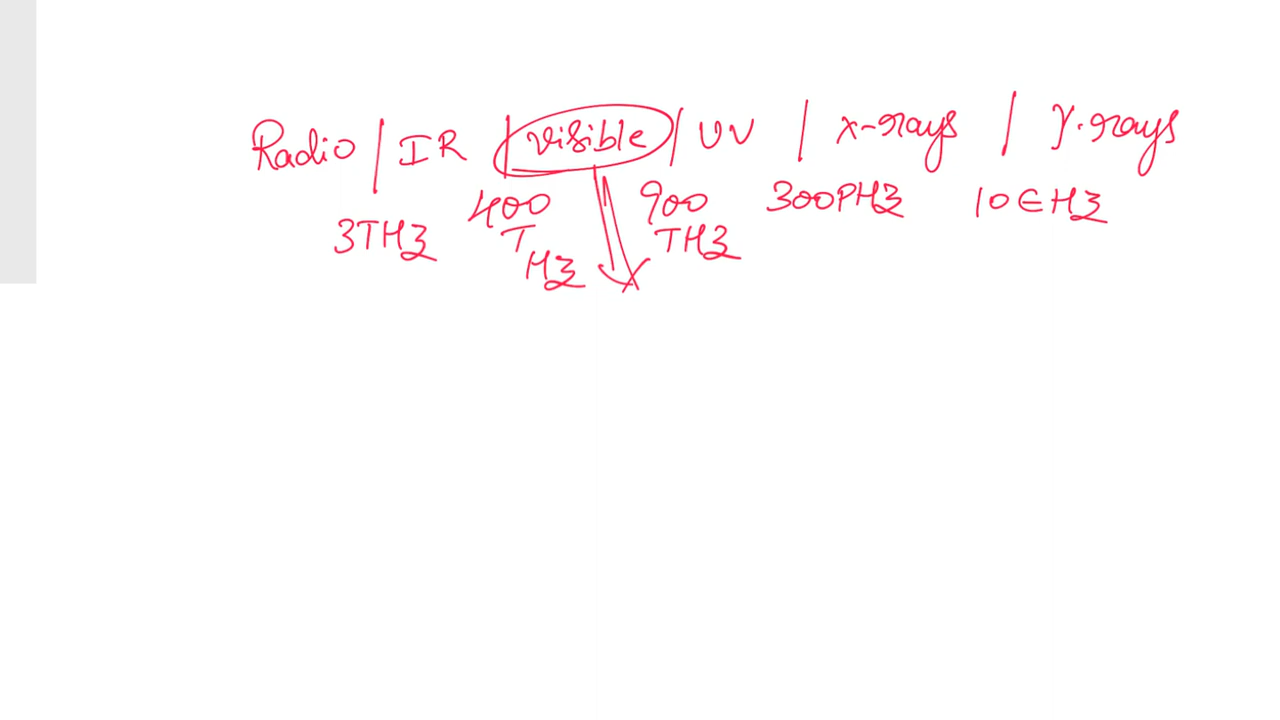 Radio / IR / visible / UV / x-rays / γ-rays
3THz 400 THz 900 THz 300PHz 10EHz